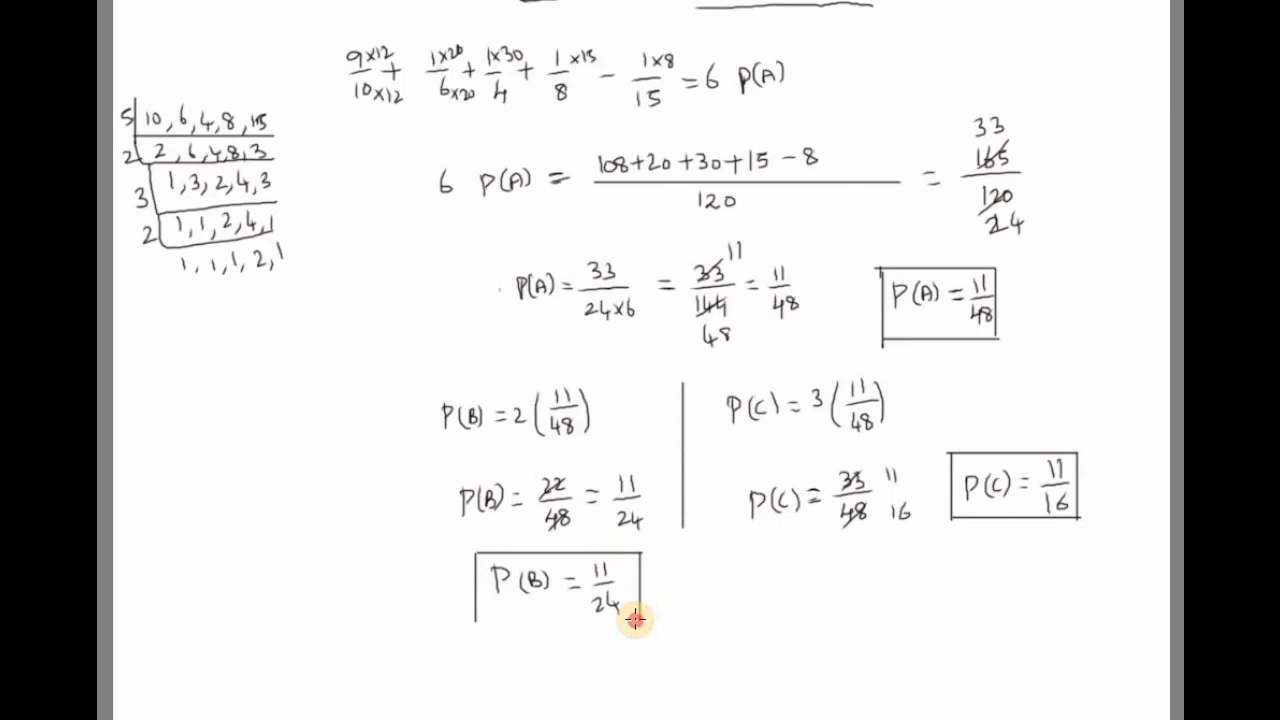 9×12/10×12 + 1×20/6×20 + 1×30/4 + 1/8 ×15 − 1×8/15 = 6 P(A)
5 | 10, 6, 4, 8, 15
2 | 2, 6, 4, 8, 3
3 | 1, 3, 2, 4, 3
2 | 1, 1, 2, 4, 1
1, 1, 1, 2, 1
6 P(A) = 108+20+30+15−8 / 120 = 165/120 33/24
P(A) = 33/24×6 = 33/144 11/48 = 11/48
P(A) = 11/48
P(B) = 2 (11/48)
P(B) = 22/48 = 11/24
P(B) = 11/24
P(C) = 3 (11/48)
P(C) = 33/48 11/16
P(C) = 11/16